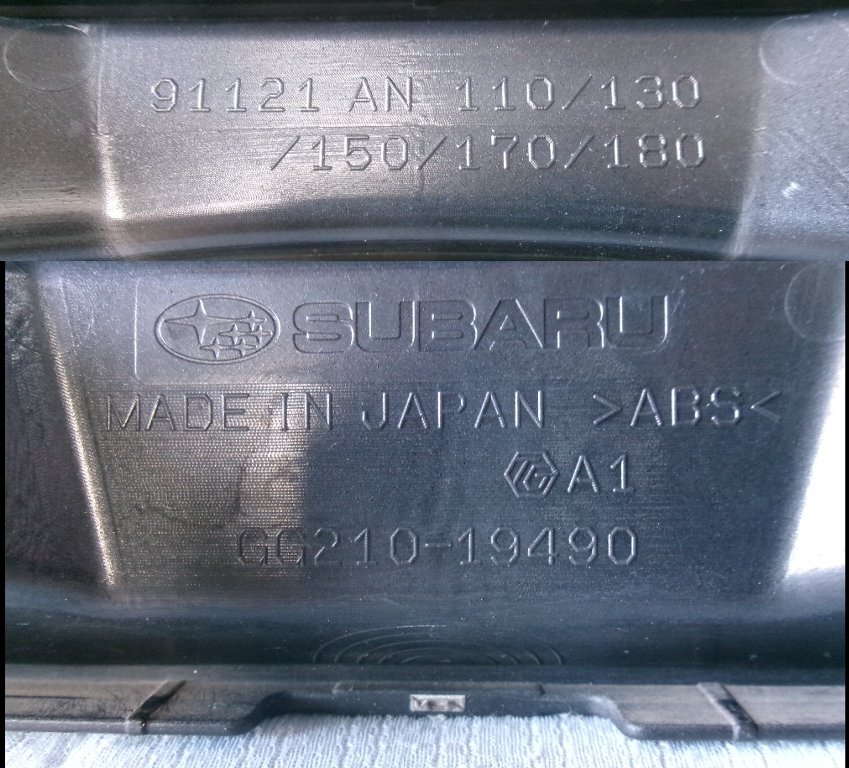 91121 AN 110/130
/150/170/180
SUBARU
MADE IN JAPAN >ABS<
A1
GG210-19490